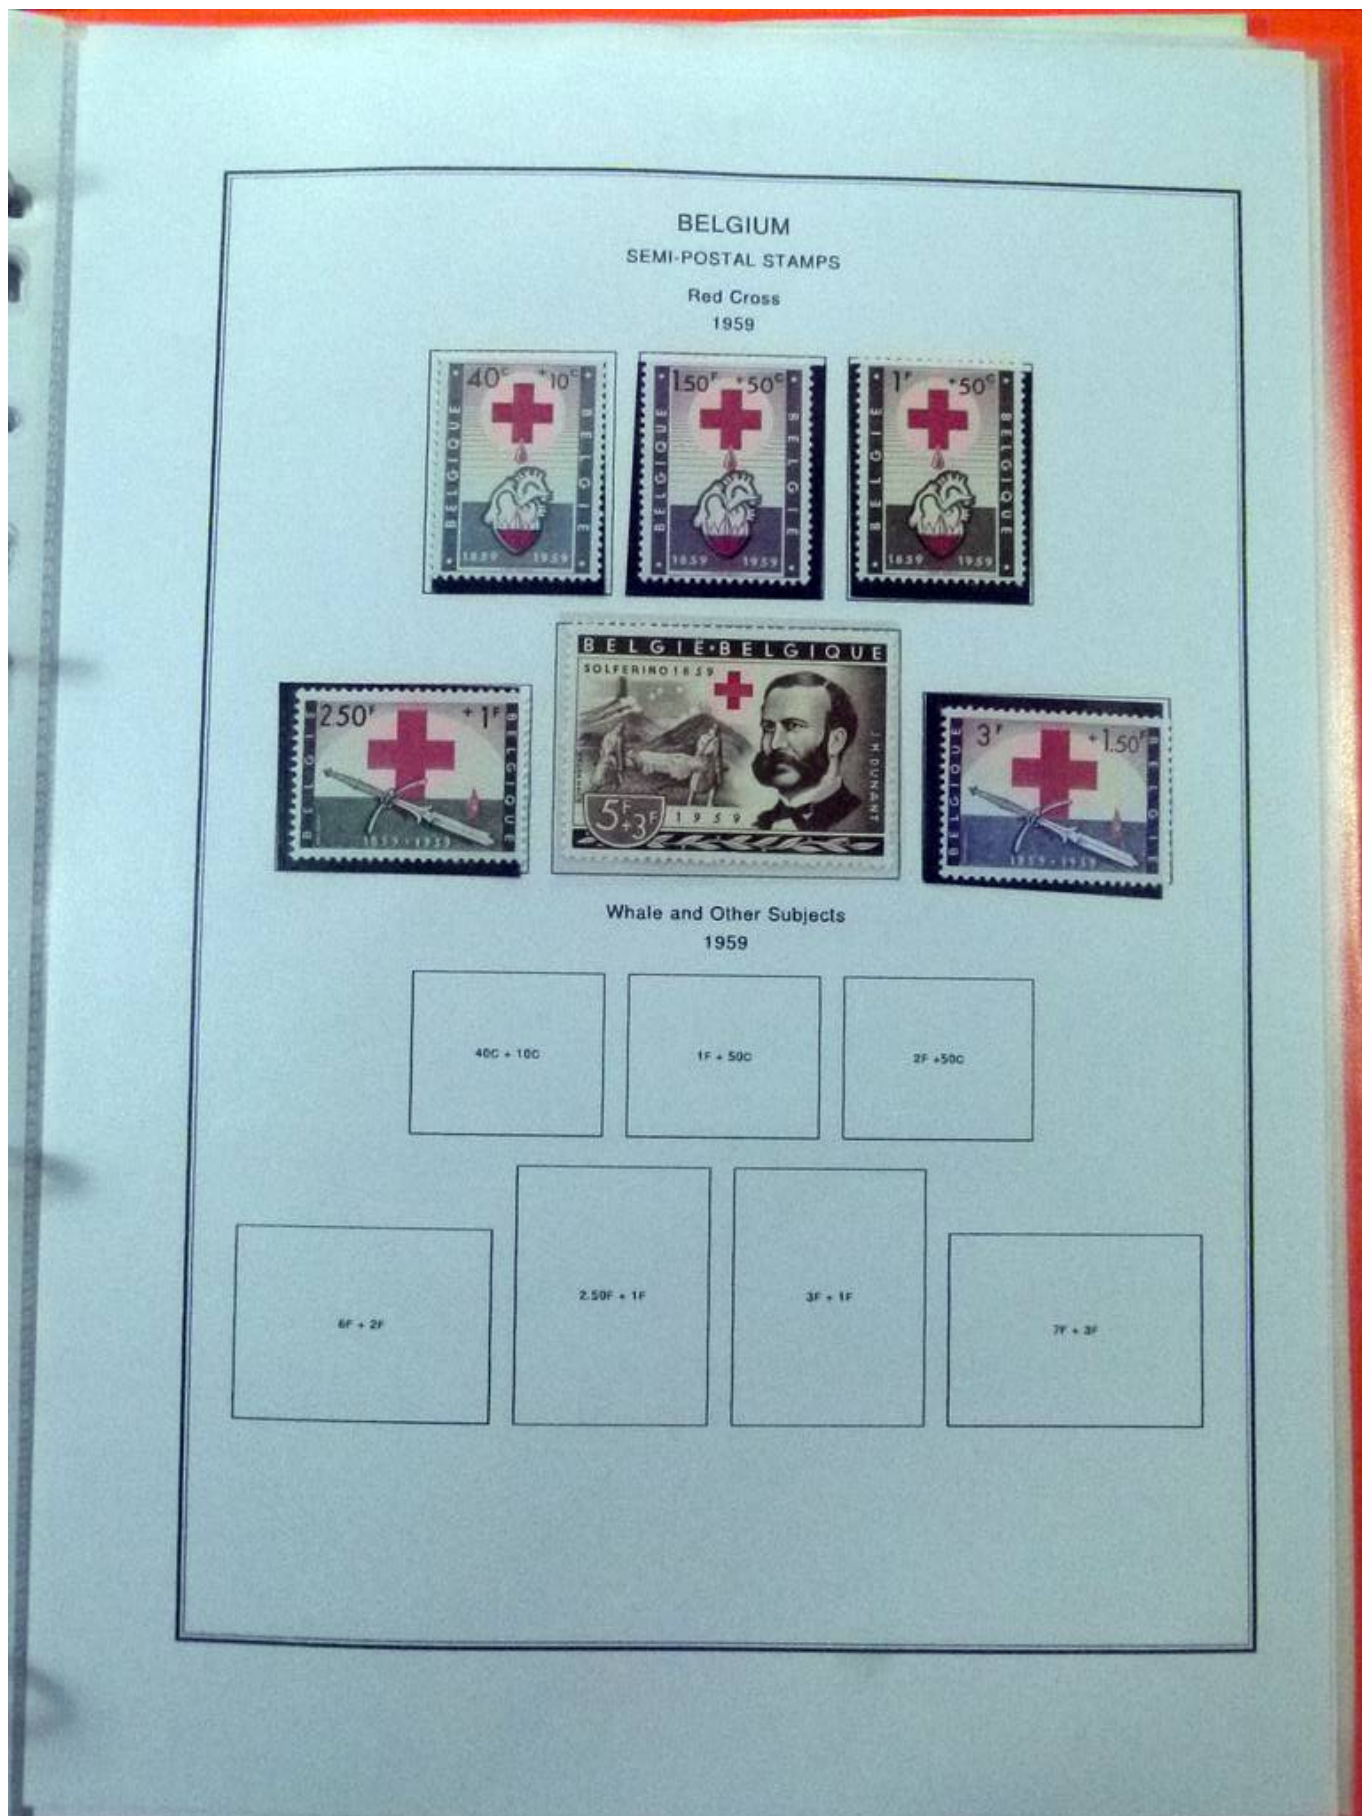 BELGIUM
SEMI-POSTAL STAMPS
Red Cross
1959
40C +10C
BELGIQUE
BELGIE
1859 1959
1.50F +50C
BELGIQUE
BELGIE
1859 1959
1F +50C
BELGIE
BELGIQUE
1859 1959
2.50F +1F
BELGIE
BELGIQUE
1859 • 1959
BELGIË•BELGIQUE
SOLFERINO 1859
J.H. DUNANT
5F +3F
1959
3F +1.50F
BELGIQUE
BELGIE
1859 • 1959
Whale and Other Subjects
1959
40C + 10C
1F + 50C
2F +50C
6F + 2F
2.50F + 1F
3F + 1F
7F + 3F